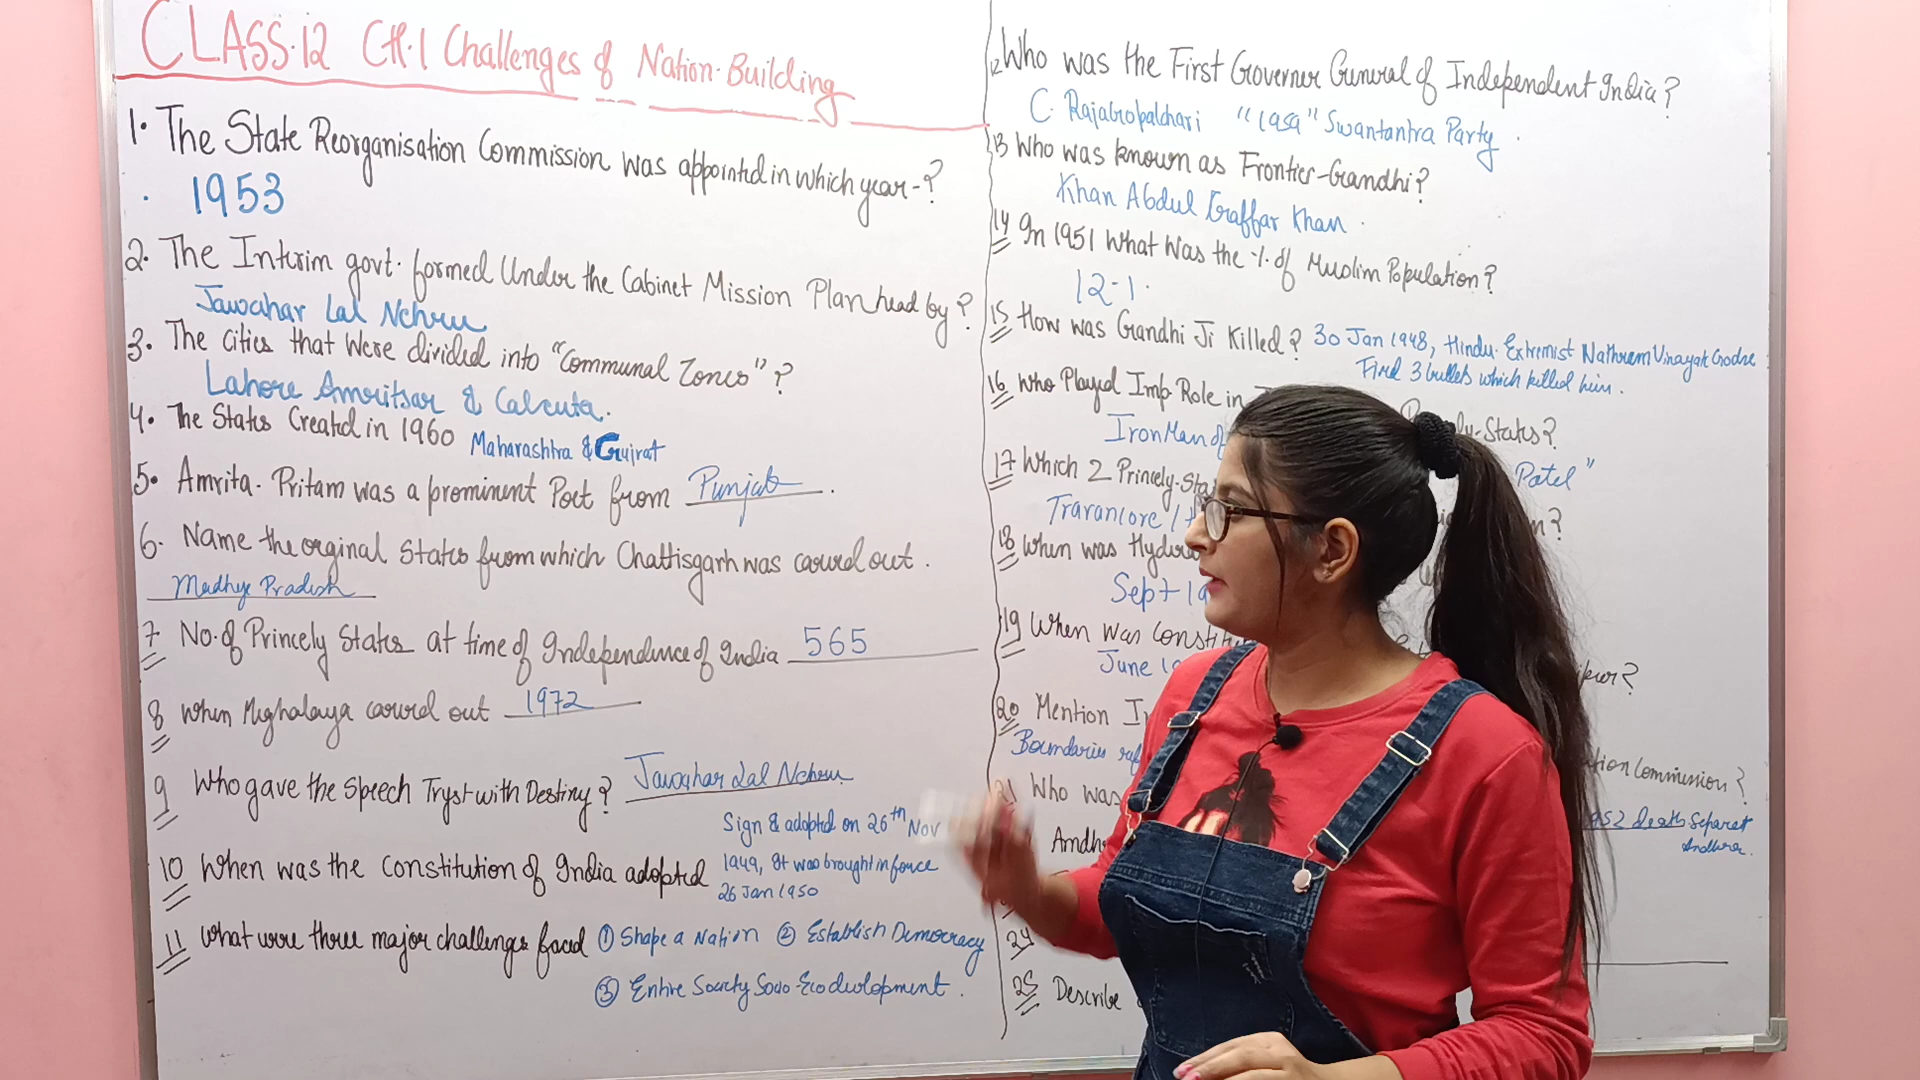 CLASS.12 CH.1 Challenges of Nation-Building
1. The State Reorganisation Commission was appointed in which year-?
1953
2. The Interim govt. formed Under the Cabinet Mission Plan head by?
Jawahar Lal Nehru
3. The cities that were divided into "Communal Zones"?
Lahore Amritsar & Calcuta.
4. The States Created in 1960 Maharashtra & Gujrat
5. Amrita. Pritam was a prominent Poet from Punjab.
6. Name the orginal States from which Chattisgarh was carved out.
Madhye Pradesh
7 No. of Princely States at time of Independence of India 565
8 When Mighalaya carved out 1972
9 Who gave the Speech Tryst with Destiny? Jawahar Lal Nehru
10 When was the Constitution of India adopted
Sign & adopted on 26th Nov
1949, It was brought in force
26 Jan 1950
11 What were three major challenges faced ① Shape a Nation ② Establish Democracy
③ Entire Society Socio-Eco development.
12 Who was the First Governer General of Independent India?
C. RajaGopalchari "1959" Swantantra Party.
13 Who was known as Frontier-Gandhi?
Khan Abdul Gaffar Khan.
14 In 1951 What Was the % of Muslim Population?
12%.
15 How was Gandhi Ji Killed? 30 Jan 1948, Hindu. Extremist Nathuram Vinayak Godse
Fired 3 bullets which killed him.
16 Who Played Imp. Role in States?
Iron Man of Patel"
17 Which 2 Princely-
Travancore /
18 When was
Sept
19 When was
June
20 Mention
Boundaries
Commission?
21 Who was
1952 death Separat
Andhra.
24
25 Describe